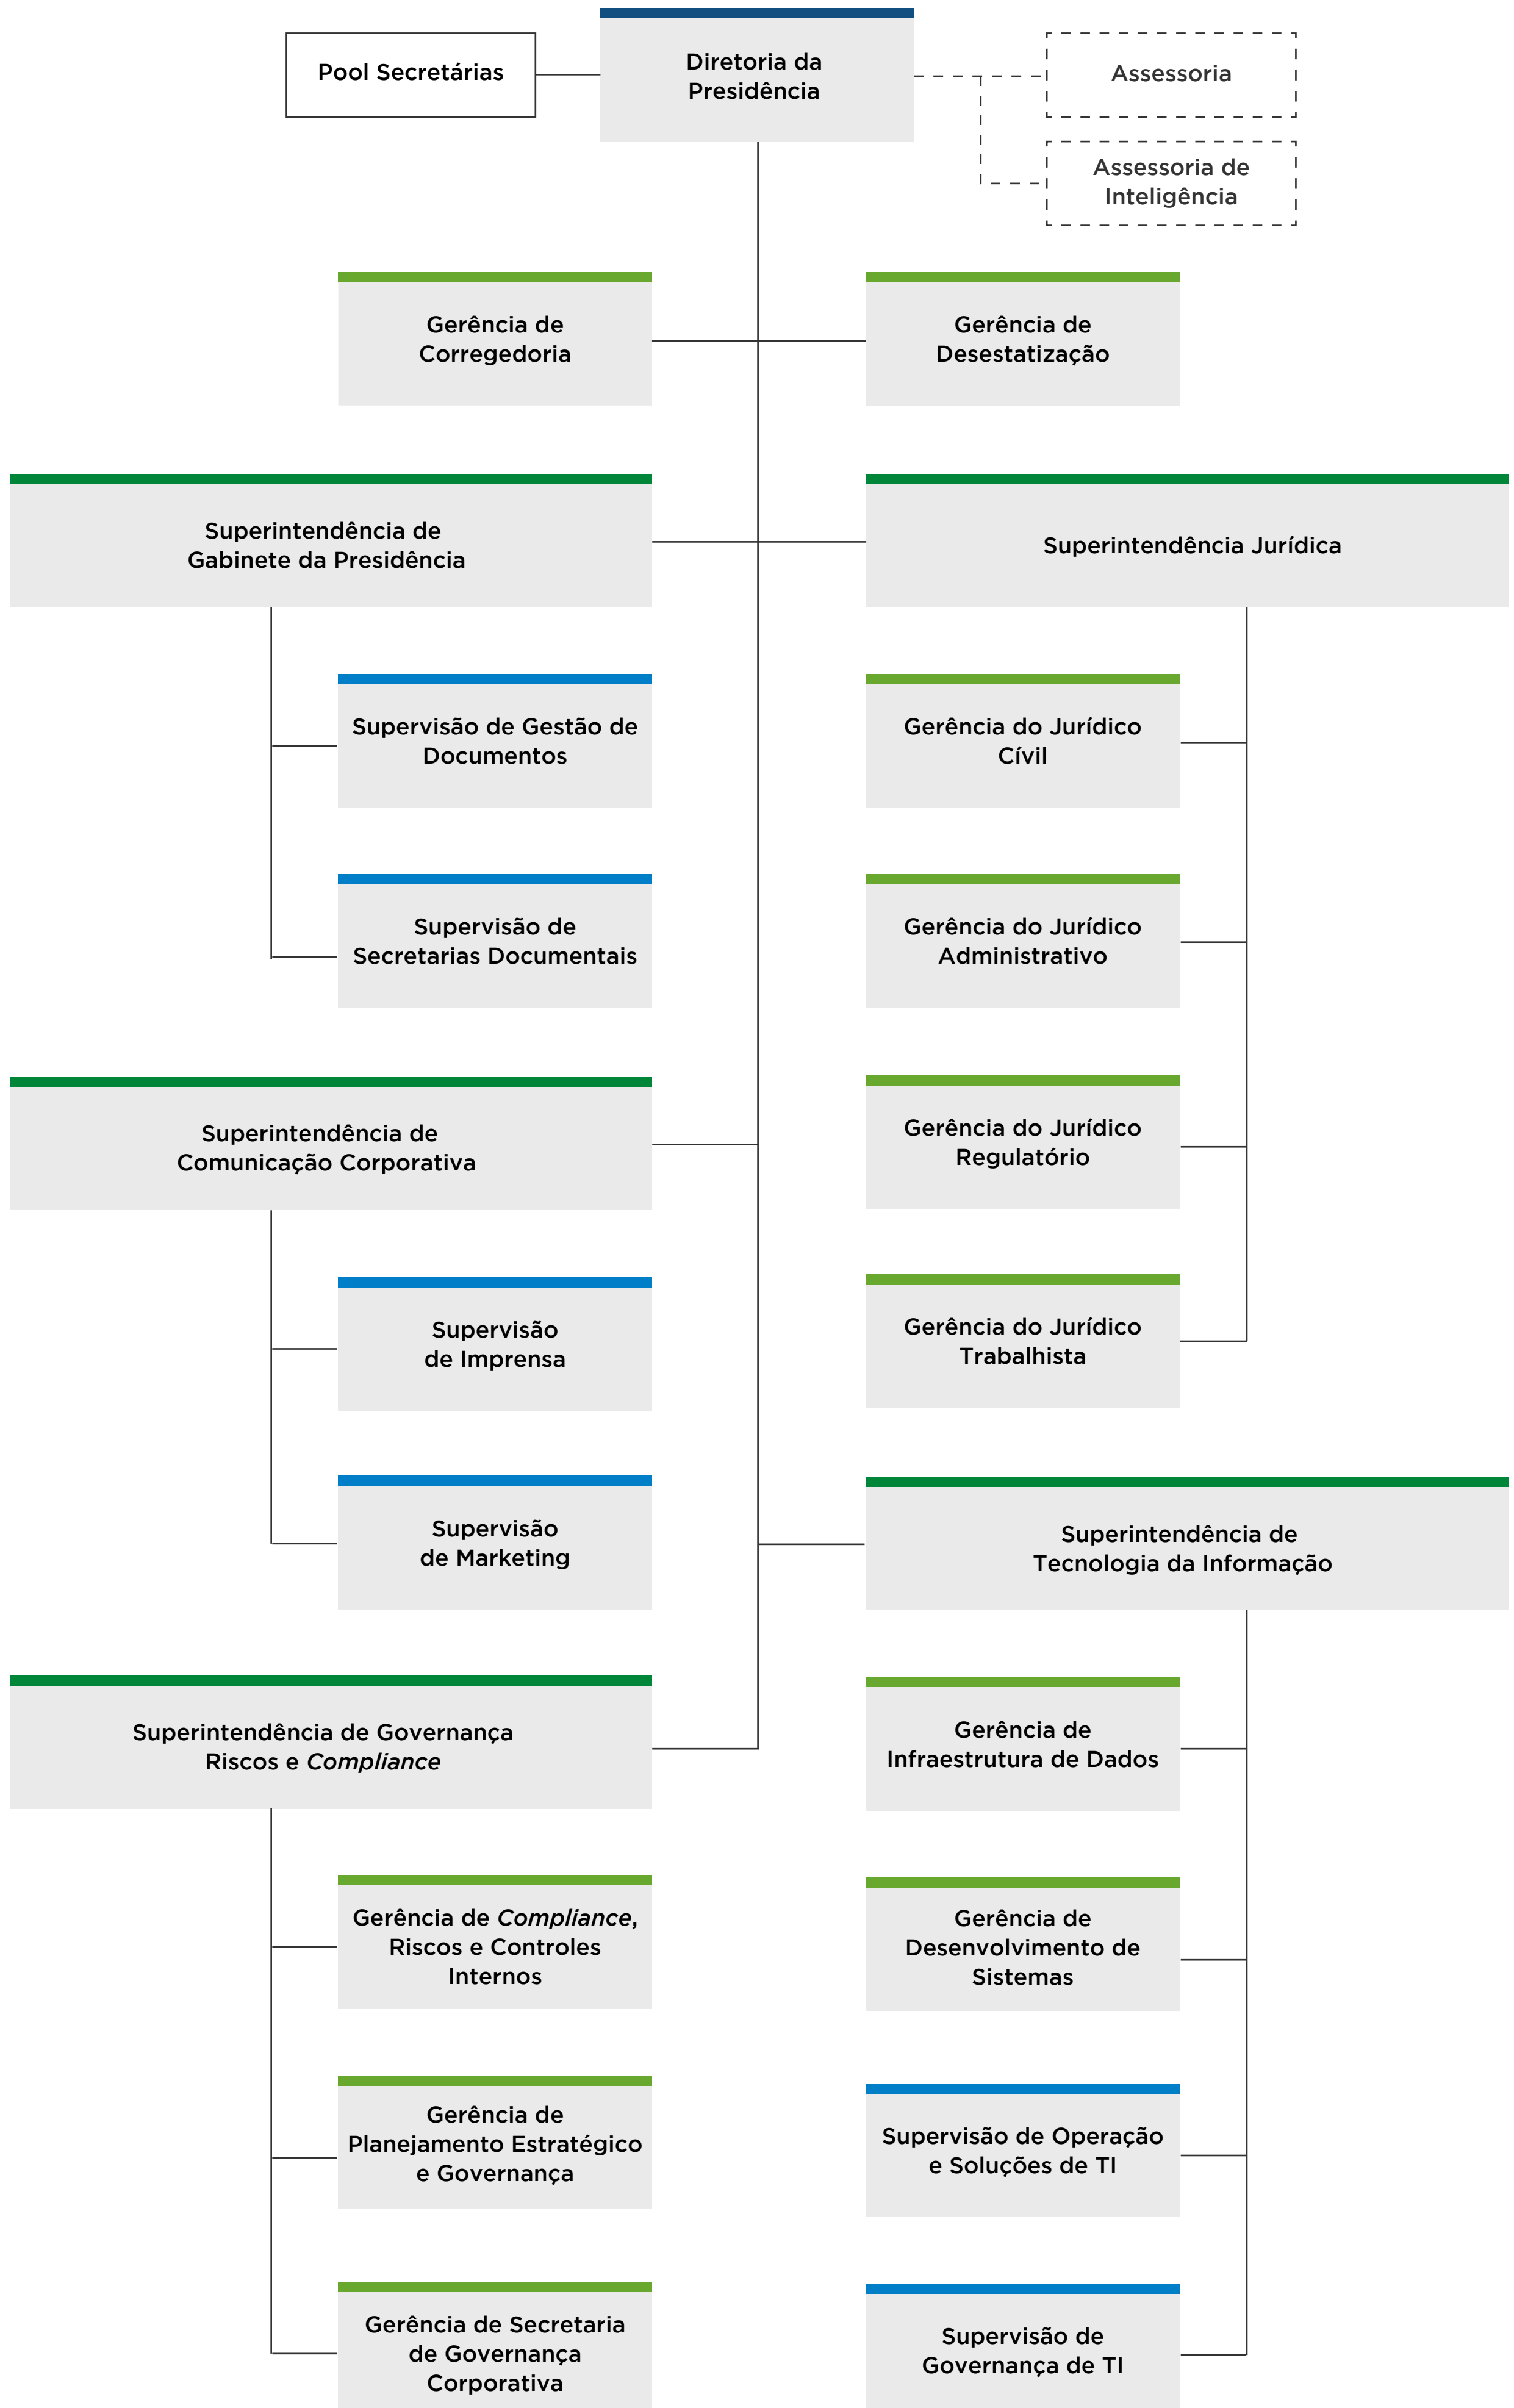 Pool Secretárias
Diretoria da
Presidência
Assessoria
Assessoria de
Inteligência
Gerência de
Corregedoria
Gerência de
Desestatização
Superintendência de
Gabinete da Presidência
Superintendência Jurídica
Supervisão de Gestão de
Documentos
Gerência do Jurídico
Cívil
Supervisão de
Secretarias Documentais
Gerência do Jurídico
Administrativo
Superintendência de
Comunicação Corporativa
Gerência do Jurídico
Regulatório
Supervisão
de Imprensa
Gerência do Jurídico
Trabalhista
Supervisão
de Marketing
Superintendência de
Tecnologia da Informação
Superintendência de Governança
Riscos e Compliance
Gerência de
Infraestrutura de Dados
Gerência de Compliance,
Riscos e Controles
Internos
Gerência de
Desenvolvimento de
Sistemas
Gerência de
Planejamento Estratégico
e Governança
Supervisão de Operação
e Soluções de TI
Gerência de Secretaria
de Governança
Corporativa
Supervisão de
Governança de TI